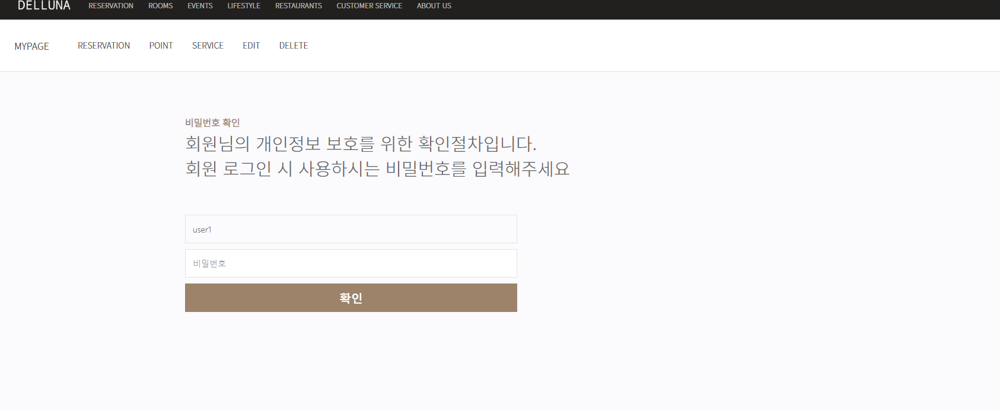 DELLUNA RESERVATION ROOMS EVENTS LIFESTYLE RESTAURANTS CUSTOMER SERVICE ABOUT US
MYPAGE RESERVATION POINT SERVICE EDIT DELETE
비밀번호 확인
회원님의 개인정보 보호를 위한 확인절차입니다.
회원 로그인 시 사용하시는 비밀번호를 입력해주세요
user1
비밀번호
확인